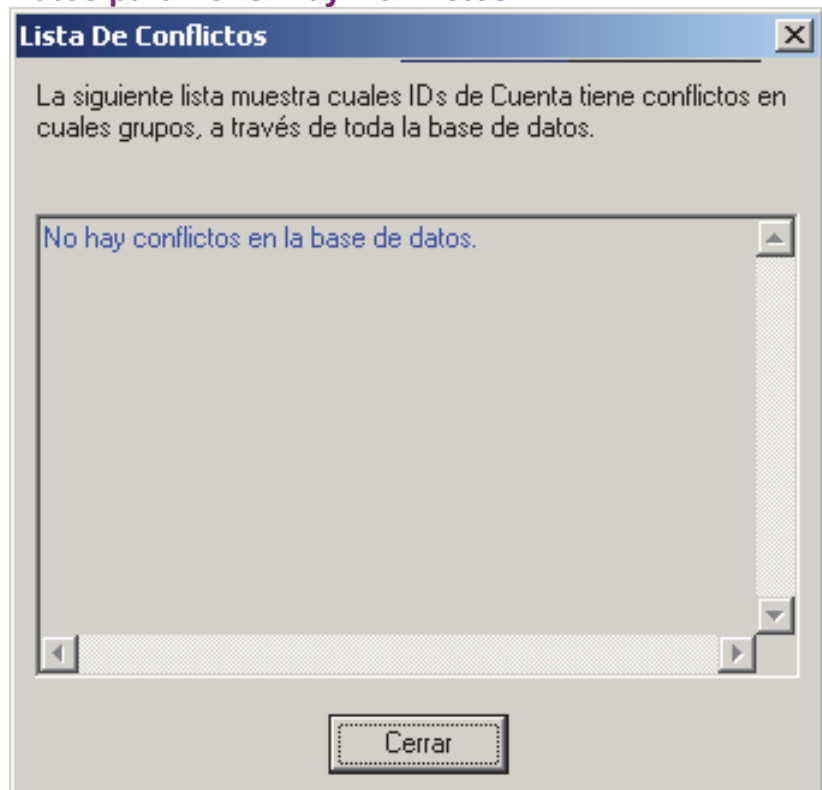 Lista De Conflictos
La siguiente lista muestra cuales IDs de Cuenta tiene conflictos en
cuales grupos, a través de toda la base de datos.
No hay conflictos en la base de datos.
Cerrar